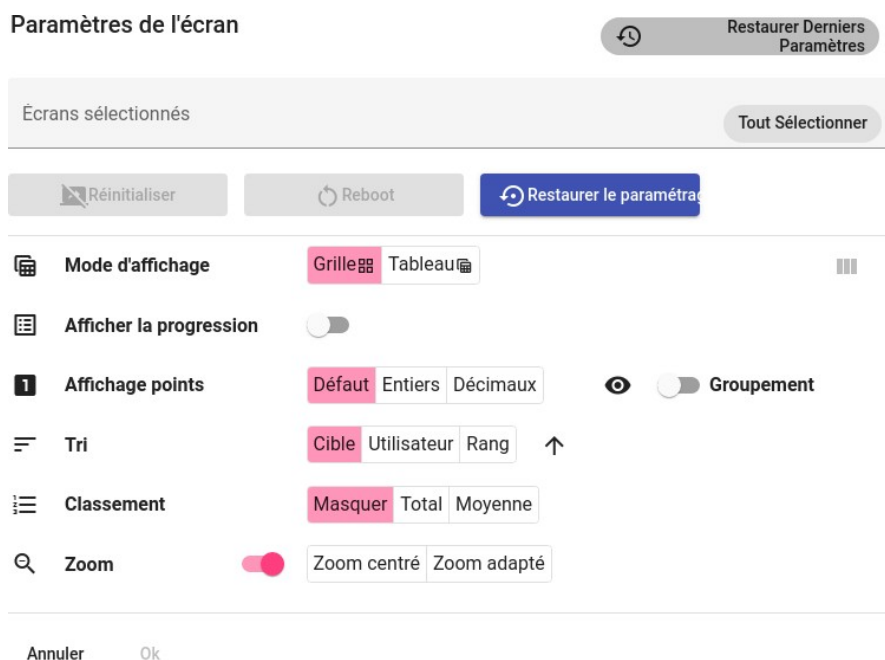 Paramètres de l'écran
Restaurer Derniers
Paramètres
Écrans sélectionnés
Tout Sélectionner
Réinitialiser Reboot Restaurer le paramétrag
Mode d'affichage Grille Tableau
Afficher la progression
1 Affichage points Défaut Entiers Décimaux Groupement
Tri Cible Utilisateur Rang
Classement Masquer Total Moyenne
Zoom Zoom centré Zoom adapté
Annuler Ok